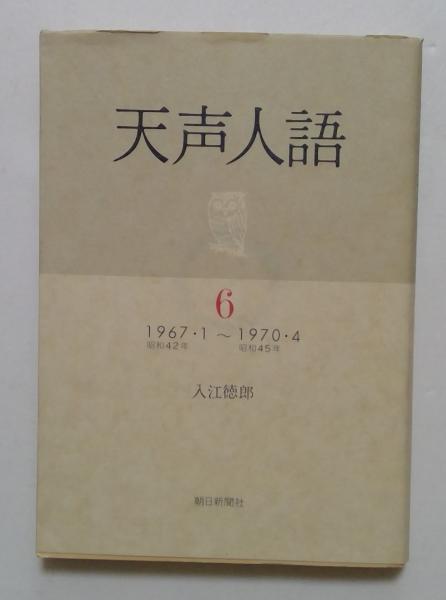 天声人語
6
1967・1～1970・4
昭和42年 昭和45年
入江徳郎
朝日新聞社